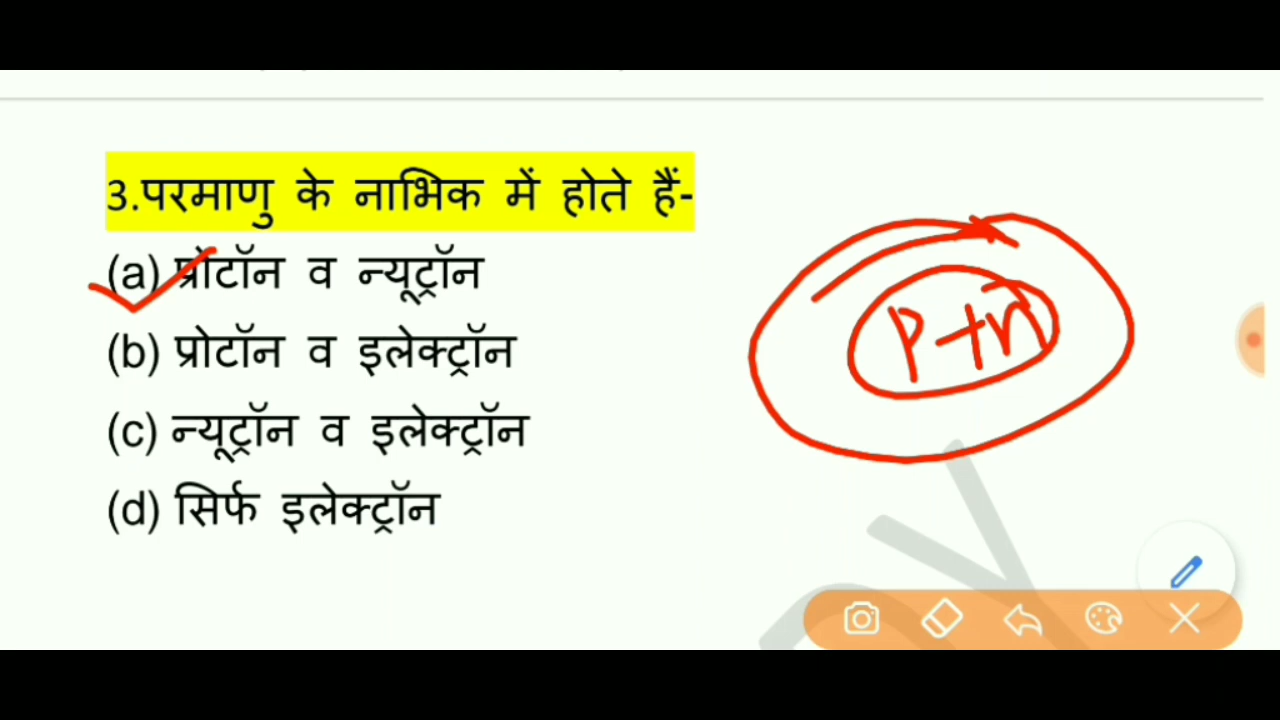 3.परमाणु के नाभिक में होते हैं-
(a) प्रोटॉन व न्यूट्रॉन
(b) प्रोटॉन व इलेक्ट्रॉन
(c) न्यूट्रॉन व इलेक्ट्रॉन
(d) सिर्फ इलेक्ट्रॉन
P+n